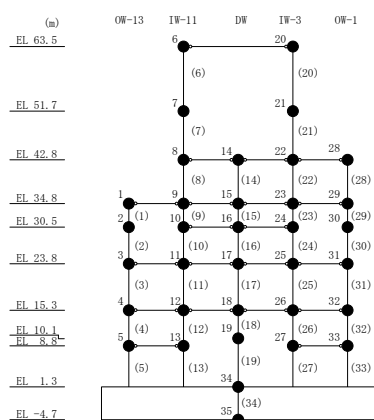 (m) OW-13 IW-11 DW IW-3 OW-1
EL 63.5 6 20
(6) (20)
EL 51.7 7 21
(7) (21)
EL 42.8 8 14 22 28
(8) (14) (22) (28)
EL 34.8 1 9 15 23 29
(1) (9) (15) (23) (29)
EL 30.5 2 10 16 24 30
(2) (10) (16) (24) (30)
EL 23.8 3 11 17 25 31
(3) (11) (17) (25) (31)
EL 15.3 4 12 18 26 32
(4) (12) (18) (26) (32)
EL 10.1 19
EL 8.8 5 13 27 33
(5) (13) (19) (27) (33)
EL 1.3 34
(34)
EL -4.7 35